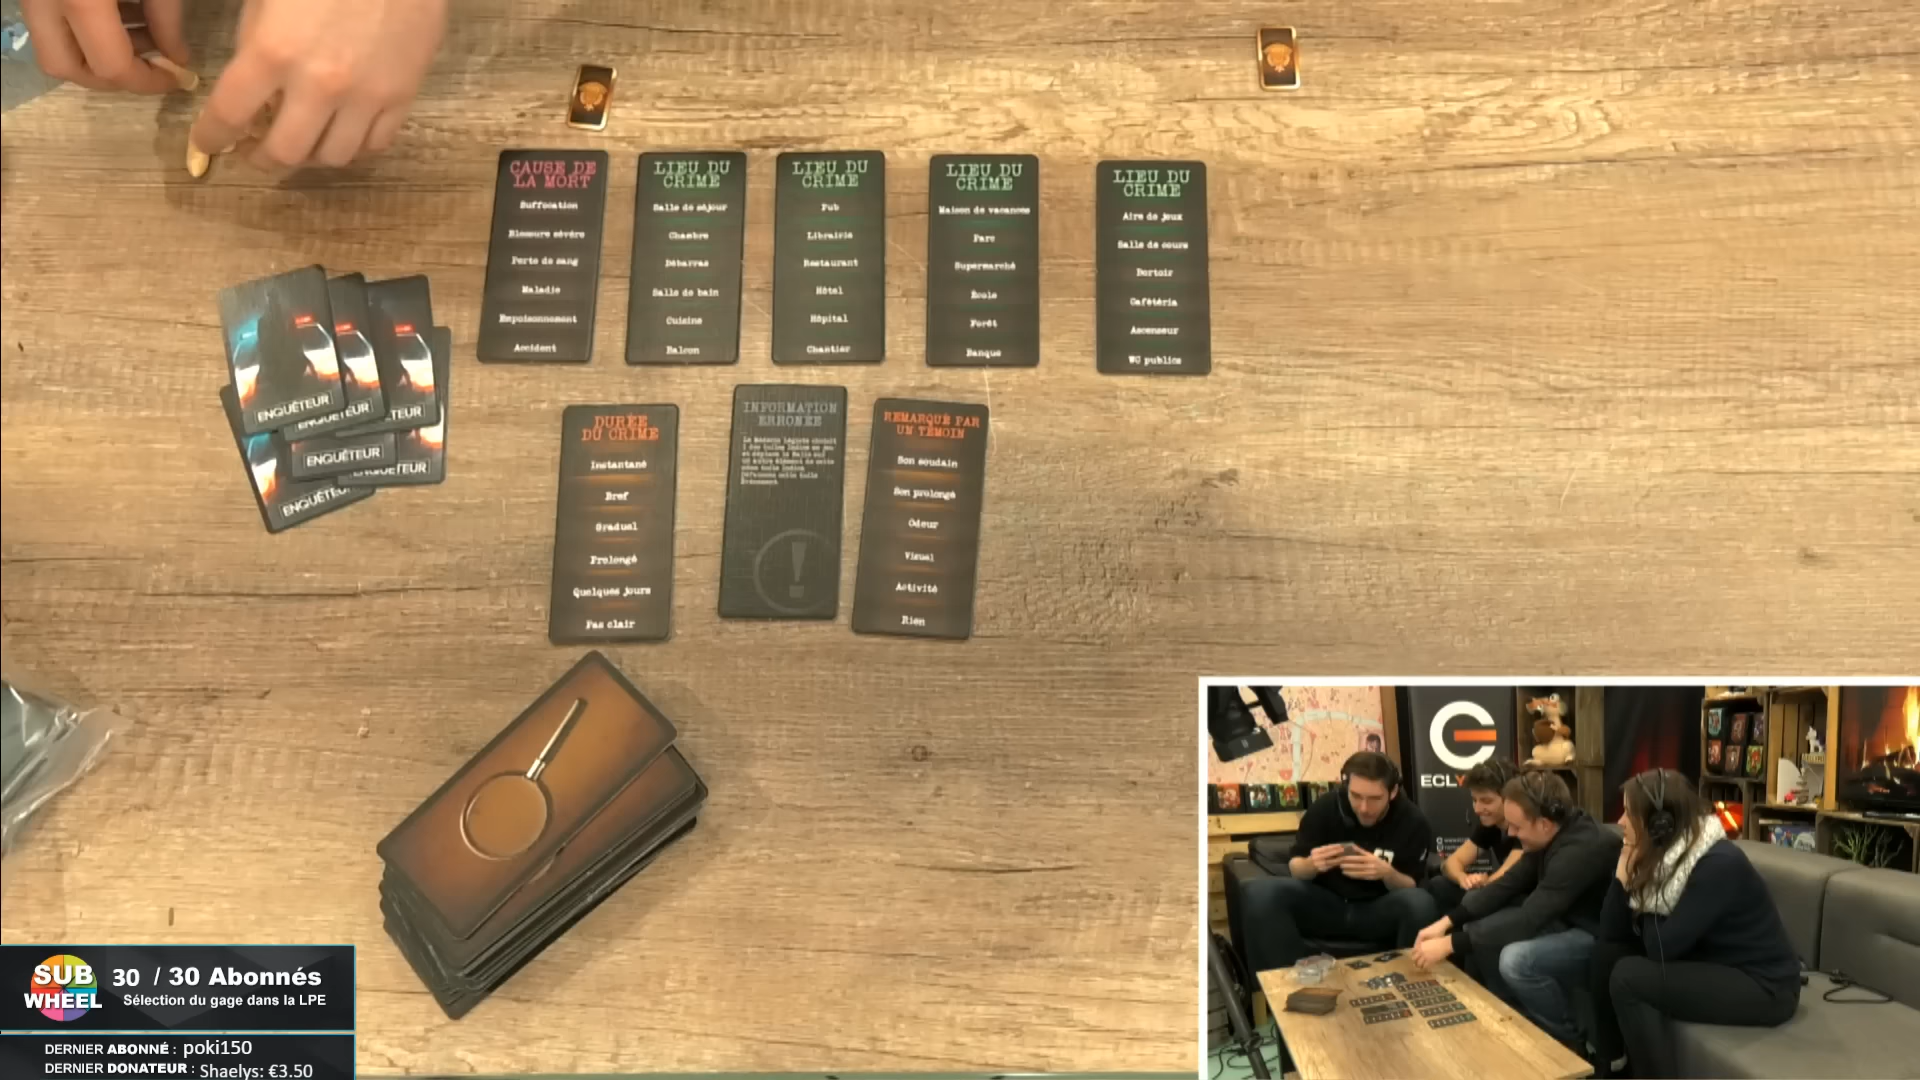 CAUSE DE
LA MORT
Suffocation
Blessure sévère
Perte de sang
Maladie
Empoisonnement
Accident
LIEU DU
CRIME
Salle de séjour
Chambre
Débarras
Salle de bain
Cuisine
Balcon
LIEU DU
CRIME
Pub
Librairie
Restaurant
Hôtel
Hôpital
Chantier
LIEU DU
CRIME
Maison de vacances
Parc
Supermarché
École
Forêt
Banque
LIEU DU
CRIME
Aire de jeux
Salle de cours
Dortoir
Cafétéria
Ascenseur
WC publics
ENQUÊTEUR
TEUR
TEUR
ENQUÊTEUR
QUÊTEUR
ENQUÊTEU
DURÉE
DU CRIME
Instantané
Bref
Graduel
Prolongé
Quelques jours
Pas clair
INFORMATION
ERRONÉE
REMARQUÉ PAR
UN TÉMOIN
Son soudain
Son prolongé
Odeur
Visuel
Activité
Rien
ECLY
SUB
WHEEL
30 / 30 Abonnés
Sélection du gage dans la LPE
DERNIER ABONNÉ : poki150
DERNIER DONATEUR : Shaelys: €3.50